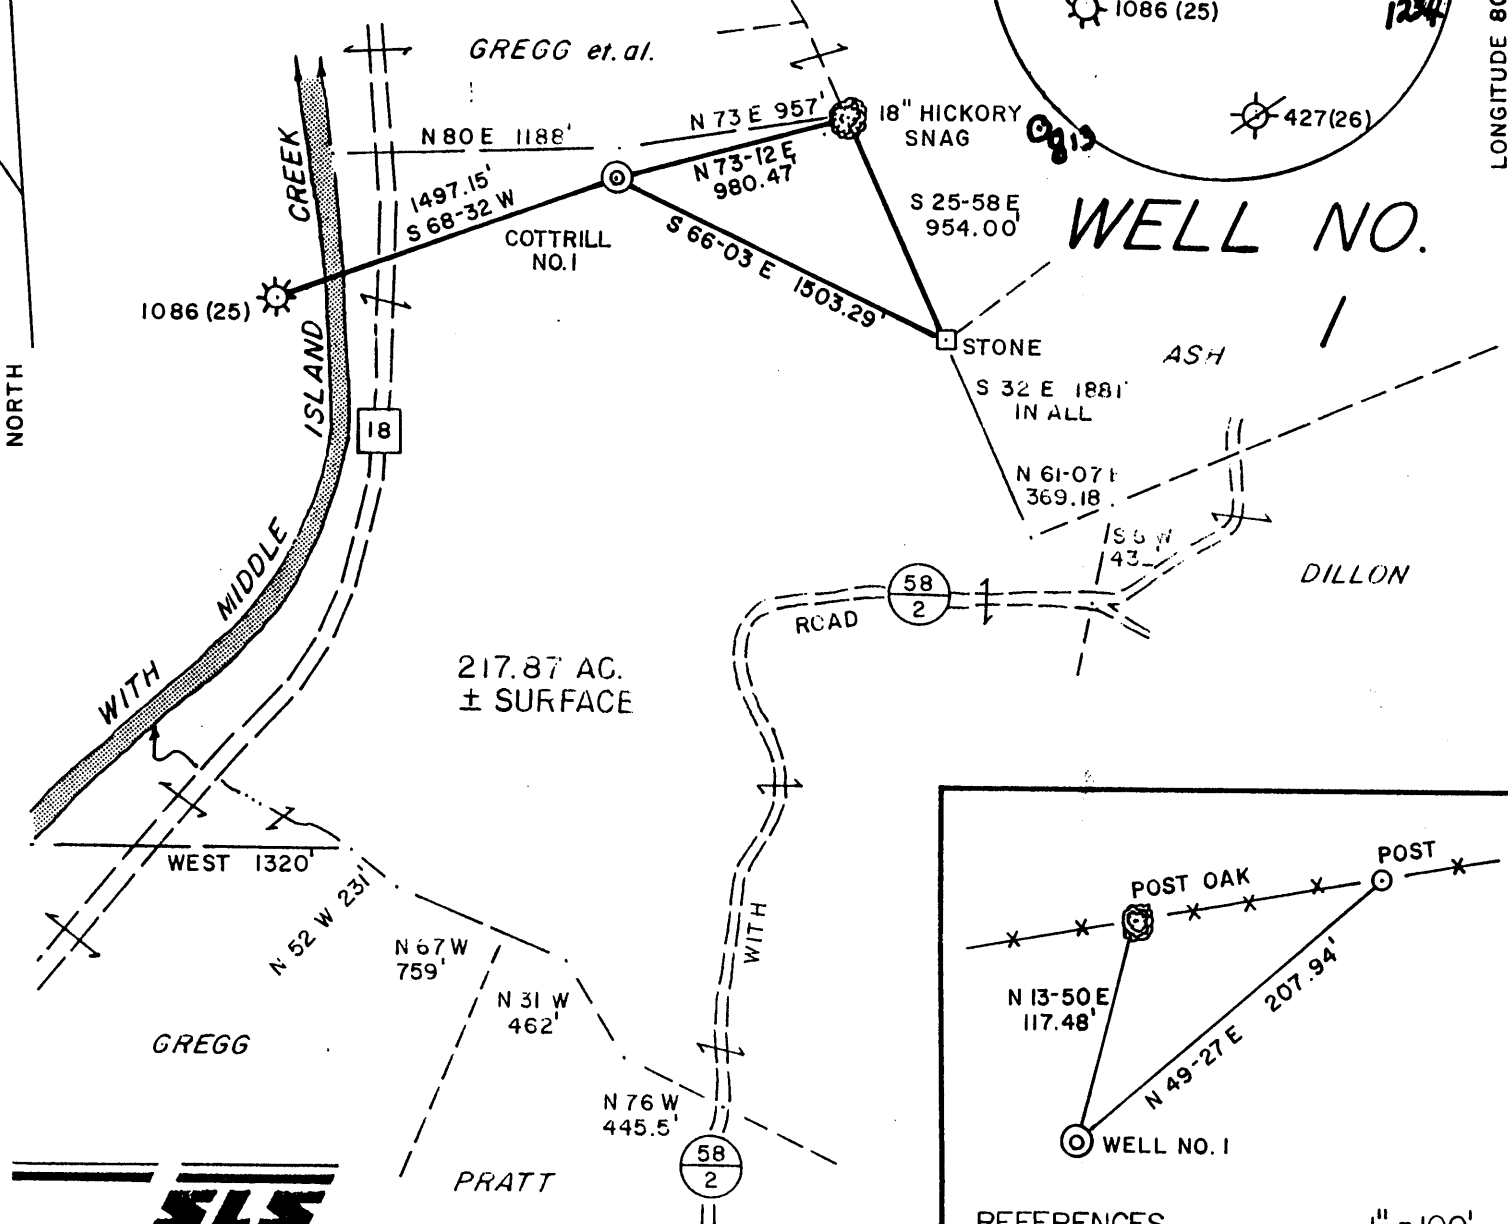 1086 (25)
1234
LONGITUDE 80
GREGG et. al.
N 73 E 957'
18" HICKORY
SNAG
427(26)
N 80 E 1188'
CREEK
N 73-12 E
980.47'
1497.15'
S 68-32 W
S 25-58 E
954.00'
WELL NO.
1
COTTRILL
NO. 1
S 66-03 E 1503.29'
1086 (25)
ISLAND
STONE
ASH
NORTH
S 32 E 1881'
IN ALL
18
N 61-07 E
369.18
MIDDLE
DILLON
58
2
ROAD
WITH
217.87 AC.
± SURFACE
WEST 1320'
POST
POST OAK
N 52 W 231'
N 67 W
759'
WITH
N 31 W
462'
N 13-50 E
117.48'
207.94'
N 49-27 E
GREGG
N 76 W
445.5'
WELL NO. 1
58
2
PRATT
SLS
REFERENCES
1" = 100'